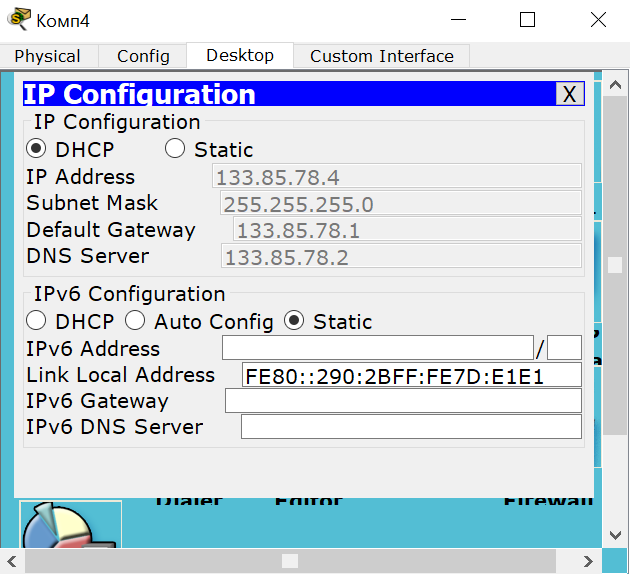 Комп4
Physical Config Desktop Custom Interface
IP Configuration X
IP Configuration
DHCP Static
IP Address 133.85.78.4
Subnet Mask 255.255.255.0
Default Gateway 133.85.78.1
DNS Server 133.85.78.2
IPv6 Configuration
DHCP Auto Config Static
IPv6 Address /
Link Local Address FE80::290:2BFF:FE7D:E1E1
IPv6 Gateway
IPv6 DNS Server
Dialer Editor Firewall